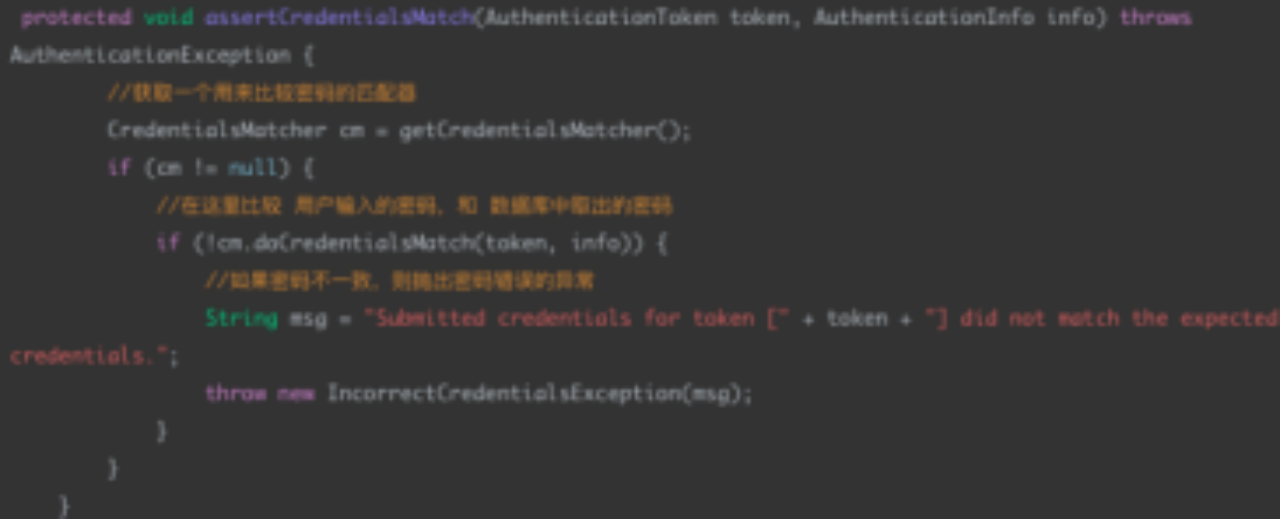 protected void assertCredentialsMatch(AuthenticationToken token, AuthenticationInfo info) throws
AuthenticationException {
//获取一个用来比较密码的匹配器
CredentialsMatcher cm = getCredentialsMatcher();
if (cm != null) {
//在这里比较 用户输入的密码，和 数据库中取出的密码
if (!cm.doCredentialsMatch(token, info)) {
//如果密码不一致，则抛出密码错误的异常
String msg = "Submitted credentials for token [" + token + "] did not match the expected
credentials.";
throw new IncorrectCredentialsException(msg);
}
}
}